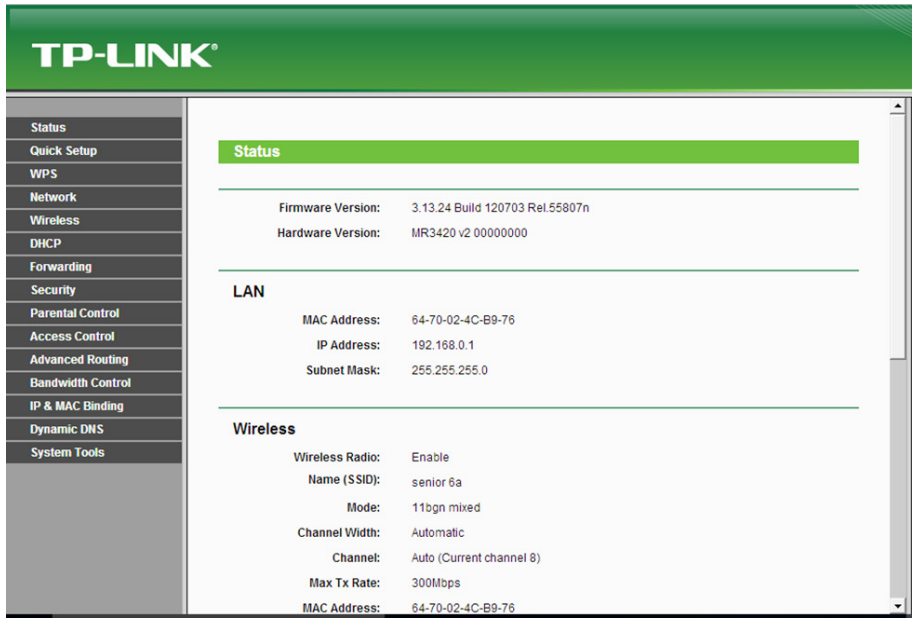 TP-LINK®
Status
Quick Setup
WPS
Network
Wireless
DHCP
Forwarding
Security
Parental Control
Access Control
Advanced Routing
Bandwidth Control
IP & MAC Binding
Dynamic DNS
System Tools
Status
Firmware Version: 3.13.24 Build 120703 Rel.55807n
Hardware Version: MR3420 v2 00000000
LAN
MAC Address: 64-70-02-4C-B9-76
IP Address: 192.168.0.1
Subnet Mask: 255.255.255.0
Wireless
Wireless Radio: Enable
Name (SSID): senior 6a
Mode: 11bgn mixed
Channel Width: Automatic
Channel: Auto (Current channel 8)
Max Tx Rate: 300Mbps
MAC Address: 64-70-02-4C-B9-76